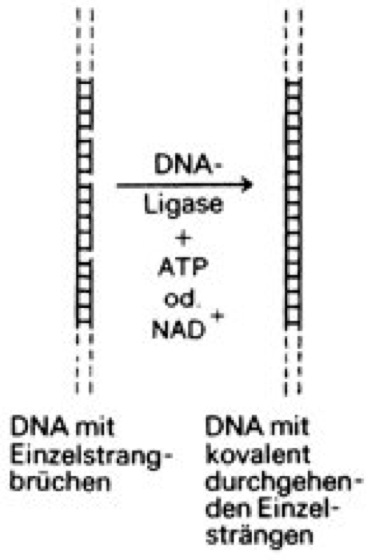 DNA-
Ligase
+
ATP
od.
NAD+
DNA mit
Einzelstrang-
brüchen
DNA mit
kovalent
durchgehen-
den Einzel-
strängen